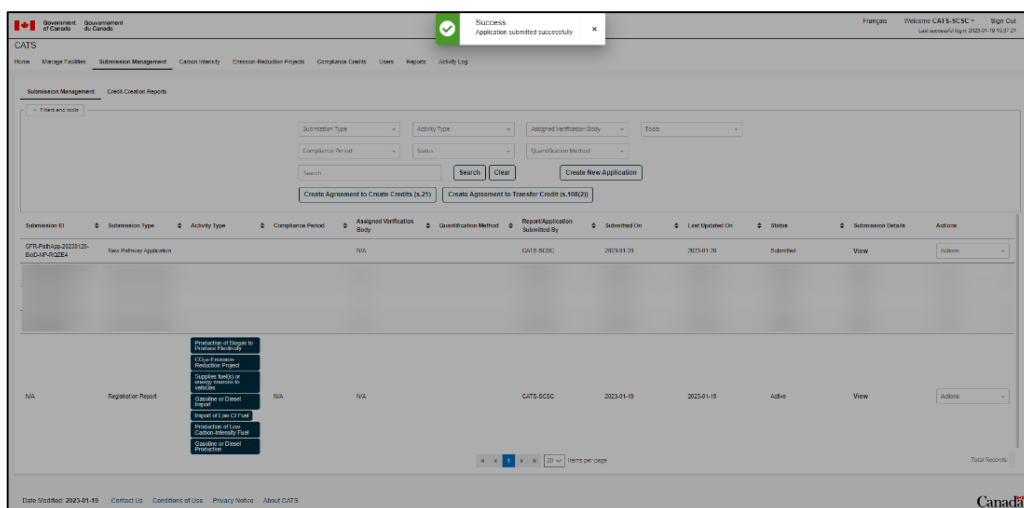 Government of Canada
Gouvernement du Canada
Success
Application submitted successfully
×
Français
Welcome CATS-SCSC
Sign Out
Last successful login: 2023-01-19
CATS
Home
Manage Facilities
Submission Management
Carbon Intensity
Emission-Reduction Projects
Compliance Credits
Users
Reports
Activity Log
Submission Management
Credit-Creation Reports
Filters and tools
Submission Type
Activity Type
Assigned Verification Body
Tools
Compliance Period
Status
Quantification Method
Search
Search
Clear
Create New Application
Create Agreement to Create Credits (s.21)
Create Agreement to Transfer Credit (s.108(2))
Submission ID
Submission Type
Activity Type
Compliance Period
Assigned Verification
Body
Quantification Method
Report/Application
Submitted By
Submitted On
Last Updated On
Status
Submission Details
Actions
CFR-PathApp-20230120-
BioD-NP-RQZE4
New Pathway Application
N/A
CATS-SCSC
2023-01-20
2023-01-20
Submitted
View
Actions
N/A
Registration Report
Production of Biogas to
Produce Electricity
CO₂e-Emission-
Reduction Project
Supplies fuel(s) or
energy sources to
vehicles
Gasoline or Diesel
Import
Import of Low-CI Fuel
Production of Low-
Carbon-Intensity Fuel
Gasoline or Diesel
Production
N/A
N/A
CATS-SCSC
2023-01-19
2023-01-19
Active
View
Actions
1
20
Items per page
Total Records:
Date Modified: 2023-01-19
Contact Us
Conditions of Use
Privacy Notice
About CATS
Canada